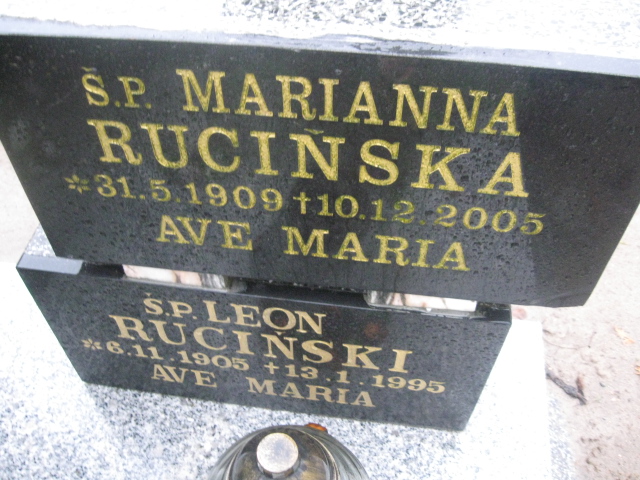 Ś.P. MARIANNA
RUCIŃSKA
*31.5.1909 †10.12.2005
AVE MARIA
Ś.P. LEON
RUCIŃSKI
*6.11.1905 †13.1.1995
AVE MARIA